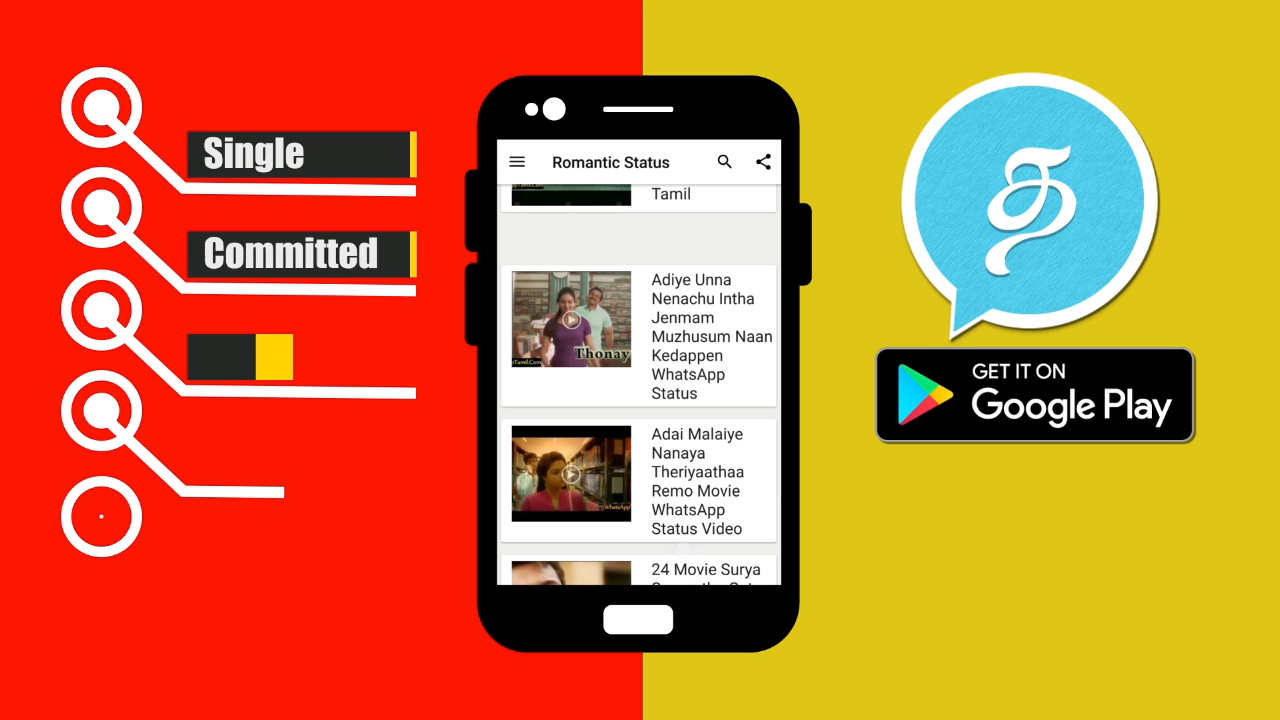 Single
Committed
Romantic Status
Tamil
Adiye Unna
Nenachu Intha
Jenmam
Muzhusum Naan
Kedappen
WhatsApp
Status
Thonay
Adai Malaiye
Nanaya
Theriyaathaa
Remo Movie
WhatsApp
Status Video
WhatsApp
24 Movie Surya
த
GET IT ON
Google Play